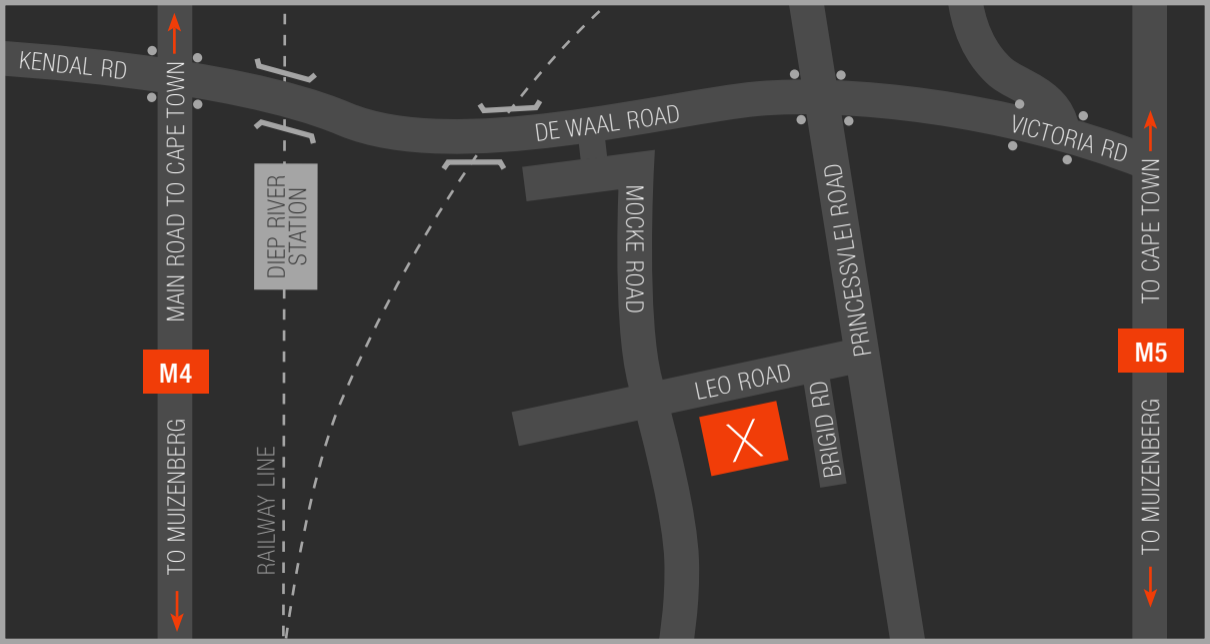 KENDAL RD
MAIN ROAD TO CAPE TOWN
M4
TO MUIZENBERG
DIEP RIVER
STATION
RAILWAY LINE
DE WAAL ROAD
MOCKE ROAD
PRINCESSVLEI ROAD
LEO ROAD
BRIGID RD
X
VICTORIA RD
TO CAPE TOWN
M5
TO MUIZENBERG